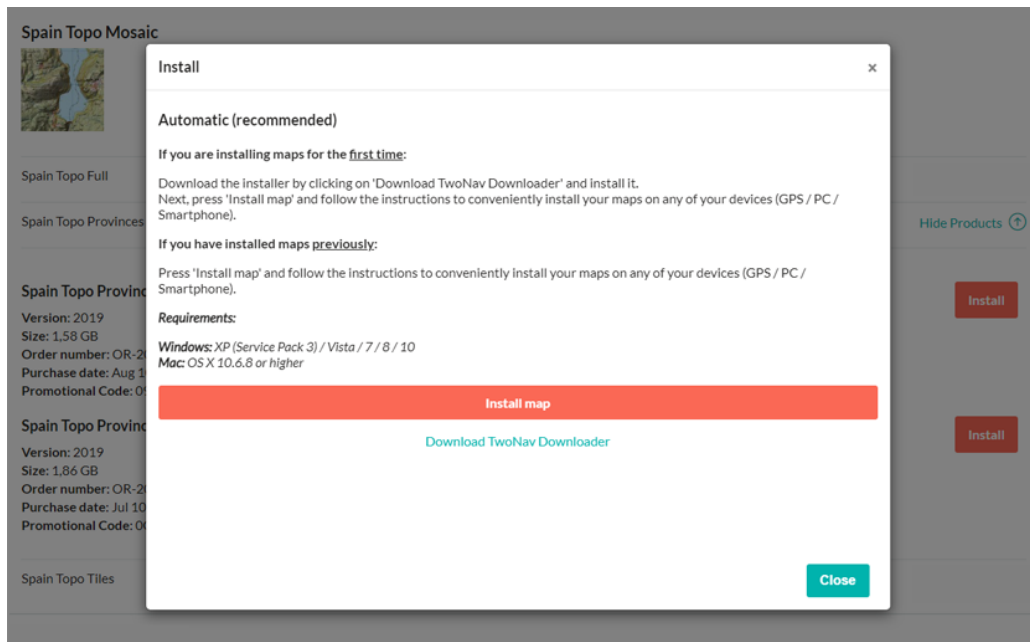 Spain Topo Mosaic
Install
×
Automatic (recommended)
If you are installing maps for the first time:
Download the installer by clicking on 'Download TwoNav Downloader' and install it.
Next, press 'Install map' and follow the instructions to conveniently install your maps on any of your devices (GPS / PC /
Smartphone).
If you have installed maps previously:
Press 'Install map' and follow the instructions to conveniently install your maps on any of your devices (GPS / PC /
Smartphone).
Requirements:
Windows: XP (Service Pack 3) / Vista / 7 / 8 / 10
Mac: OS X 10.6.8 or higher
Install map
Download TwoNav Downloader
Close
Spain Topo Full
Spain Topo Provinces
Hide Products
Spain Topo
Install
Version: 2019
Size: 1,58 GB
Order number:
Purchase date: Aug
Promotional Code:
Spain Topo
Install
Version: 2019
Size: 1,86 GB
Order number:
Purchase date: Jul 10
Promotional Code:
Spain Topo Tiles